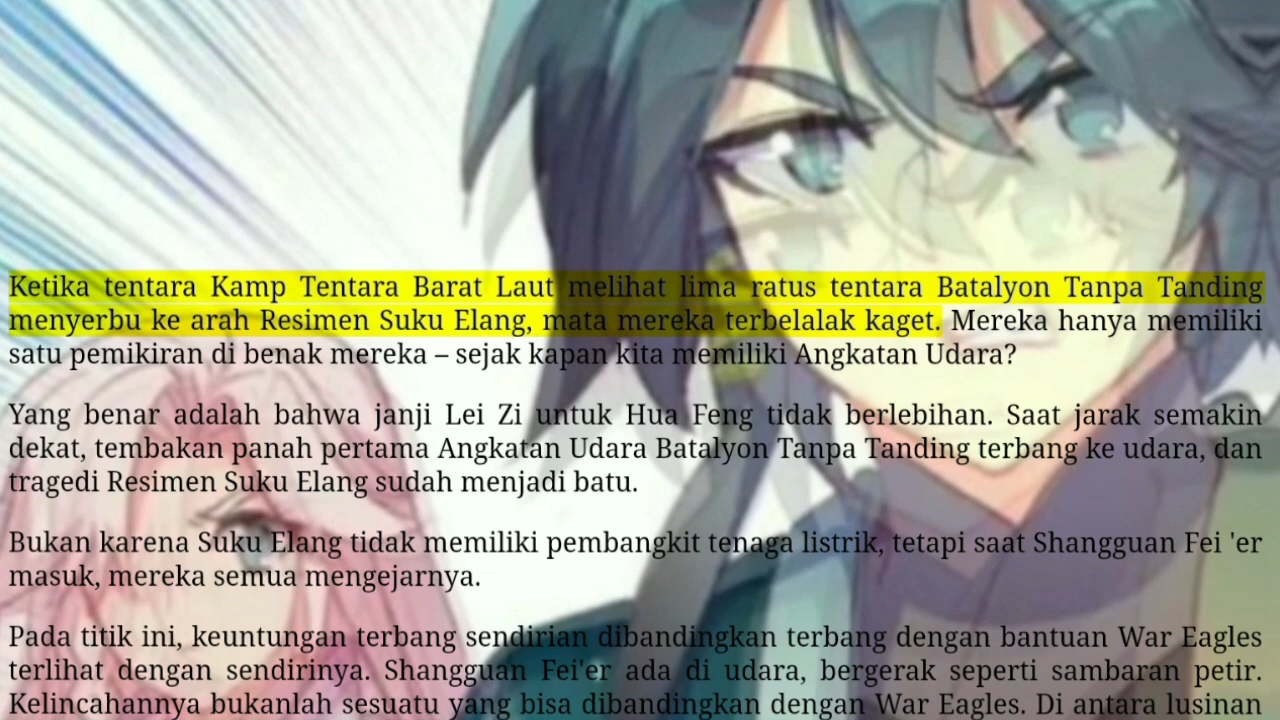 Ketika tentara Kamp Tentara Barat Laut melihat lima ratus tentara Batalyon Tanpa Tanding
menyerbu ke arah Resimen Suku Elang, mata mereka terbelalak kaget. Mereka hanya memiliki
satu pemikiran di benak mereka – sejak kapan kita memiliki Angkatan Udara?
Yang benar adalah bahwa janji Lei Zi untuk Hua Feng tidak berlebihan. Saat jarak semakin
dekat, tembakan panah pertama Angkatan Udara Batalyon Tanpa Tanding terbang ke udara, dan
tragedi Resimen Suku Elang sudah menjadi batu.
Bukan karena Suku Elang tidak memiliki pembangkit tenaga listrik, tetapi saat Shangguan Fei 'er
masuk, mereka semua mengejarnya.
Pada titik ini, keuntungan terbang sendirian dibandingkan terbang dengan bantuan War Eagles
terlihat dengan sendirinya. Shangguan Fei'er ada di udara, bergerak seperti sambaran petir.
Kelincahannya bukanlah sesuatu yang bisa dibandingkan dengan War Eagles. Di antara lusinan